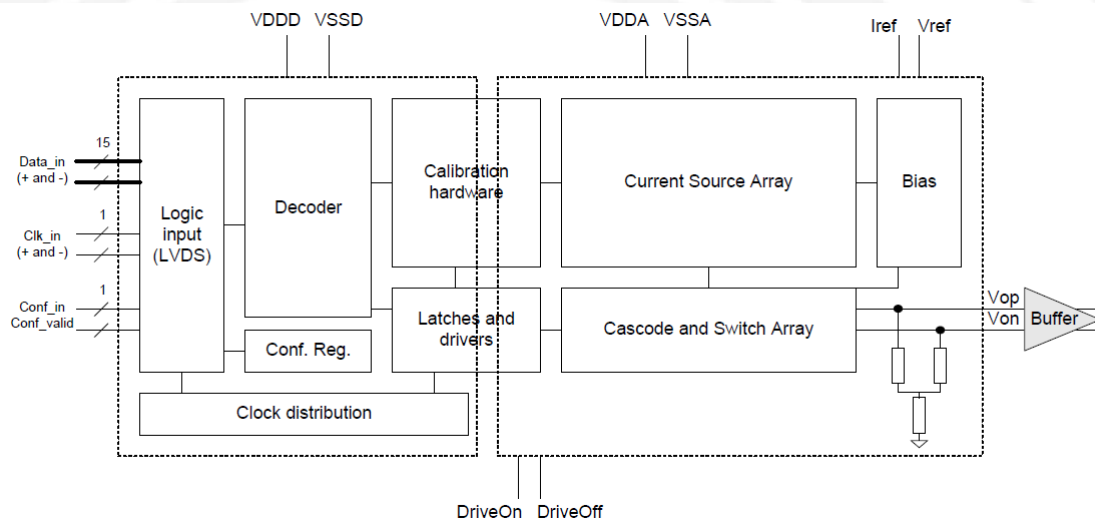 VDDD VSSD
VDDA VSSA
Iref Vref
15
Data_in
(+ and -)
1
Clk_in
(+ and -)
1
Conf_in
Conf_valid
Logic
input
(LVDS)
Decoder
Conf. Reg.
Clock distribution
Calibration
hardware
Latches and
drivers
Current Source Array
Cascode and Switch Array
Bias
Vop
Von
Buffer
DriveOn DriveOff